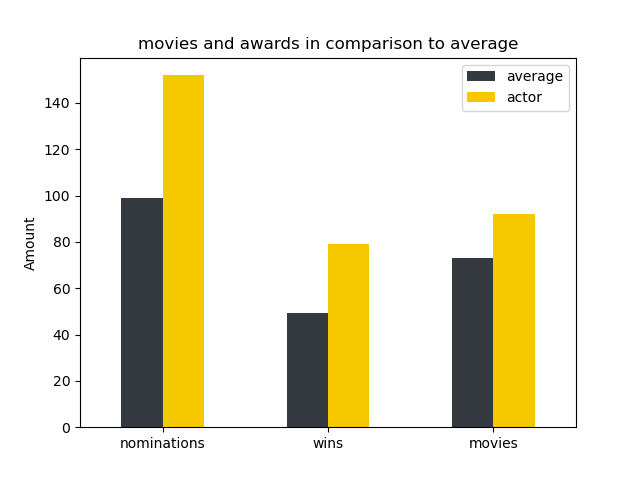 movies and awards in comparison to average
average
actor
Amount
140
120
100
80
60
40
20
0
nominations wins movies